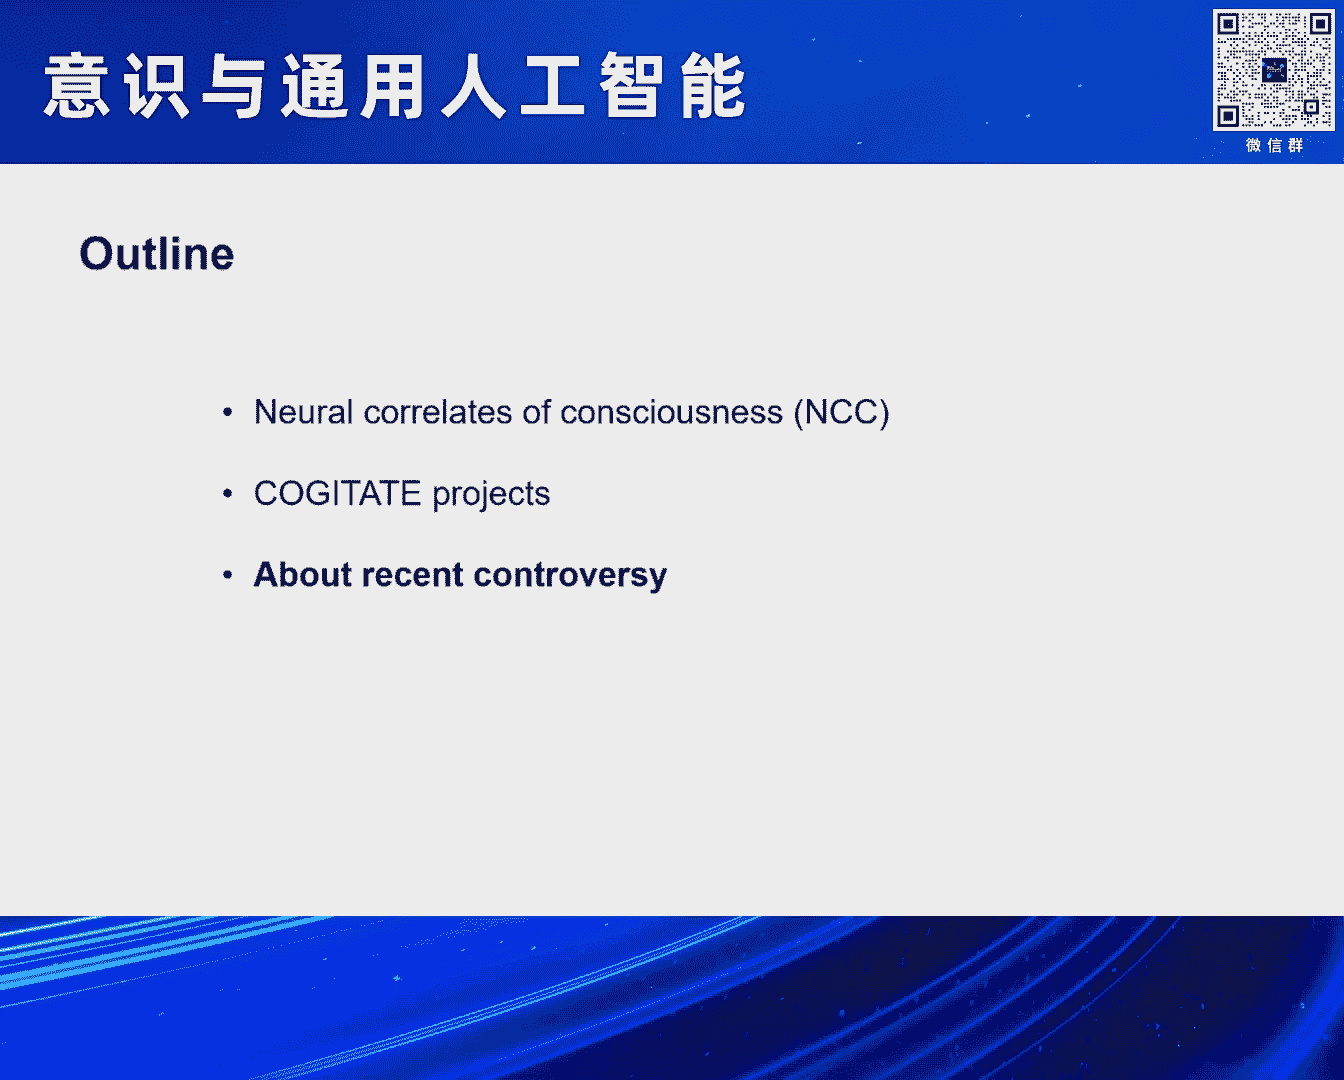 意识与通用人工智能
微信群
Outline
• Neural correlates of consciousness (NCC)
• COGITATE projects
• About recent controversy